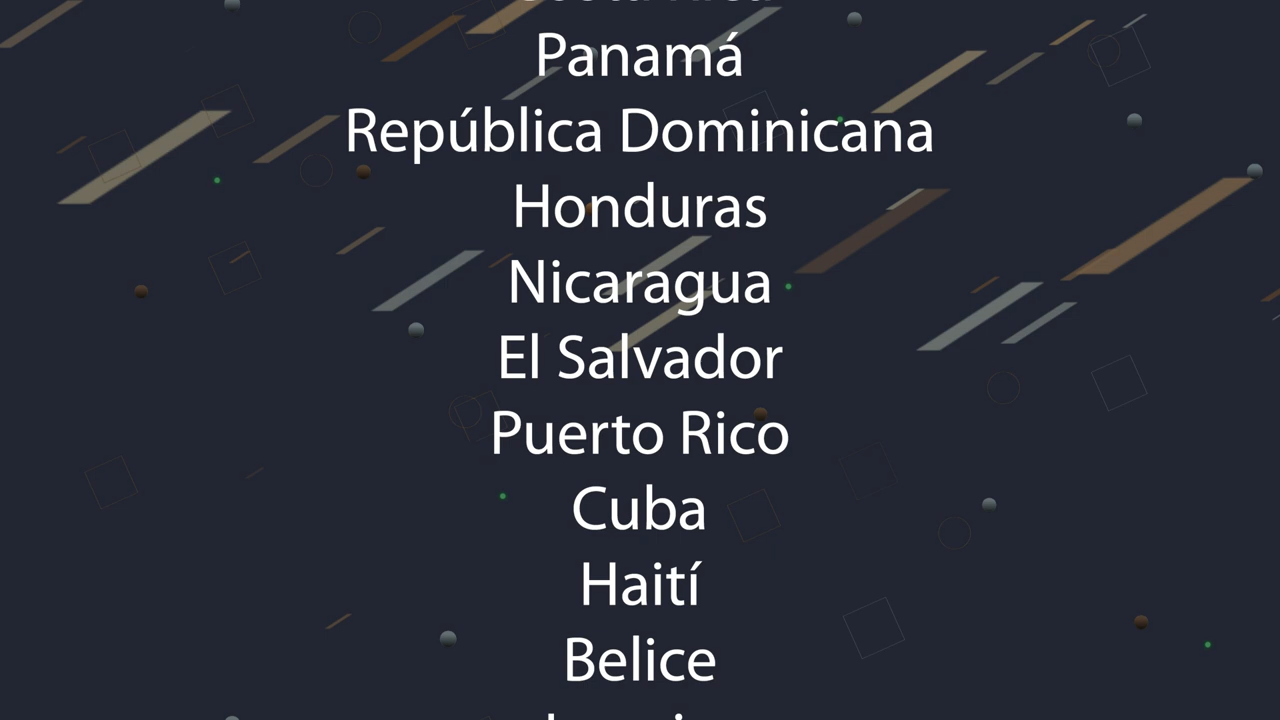 Panamá
República Dominicana
Honduras
Nicaragua
El Salvador
Puerto Rico
Cuba
Haití
Belice